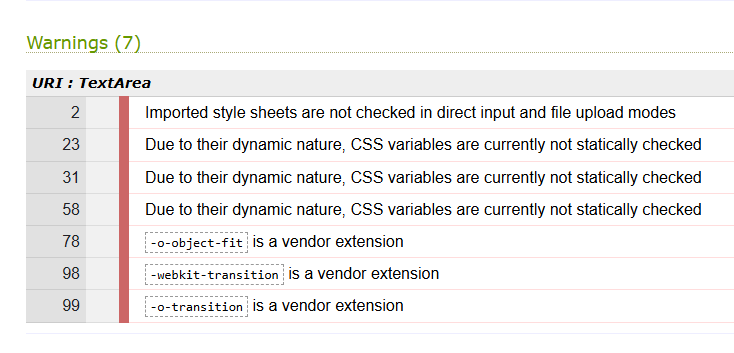 Warnings (7)
URI : TextArea
2 Imported style sheets are not checked in direct input and file upload modes
23 Due to their dynamic nature, CSS variables are currently not statically checked
31 Due to their dynamic nature, CSS variables are currently not statically checked
58 Due to their dynamic nature, CSS variables are currently not statically checked
78 -o-object-fit is a vendor extension
98 -webkit-transition is a vendor extension
99 -o-transition is a vendor extension